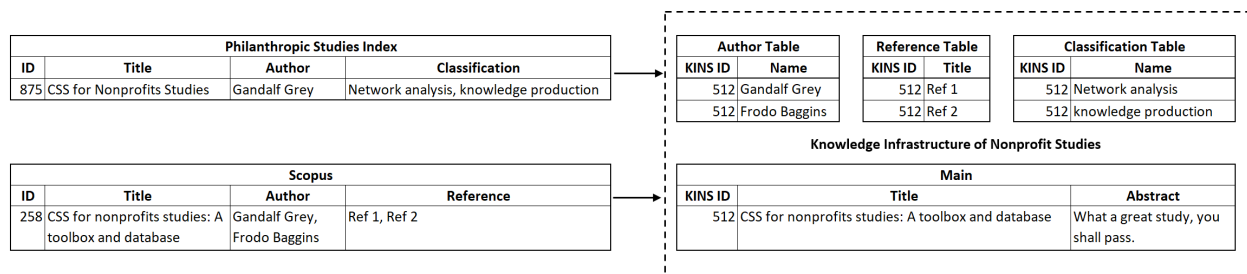 Philanthropic Studies Index
ID Title Author Classification
875 CSS for Nonprofits Studies Gandalf Grey Network analysis, knowledge production
Scopus
ID Title Author Reference
258 CSS for nonprofits studies: A toolbox and database Gandalf Grey, Frodo Baggins Ref 1, Ref 2
Author Table
KINS ID Name
512 Gandalf Grey
512 Frodo Baggins
Reference Table
KINS ID Title
512 Ref 1
512 Ref 2
Classification Table
KINS ID Name
512 Network analysis
512 knowledge production
Knowledge Infrastructure of Nonprofit Studies
Main
KINS ID Title Abstract
512 CSS for nonprofits studies: A toolbox and database What a great study, you shall pass.